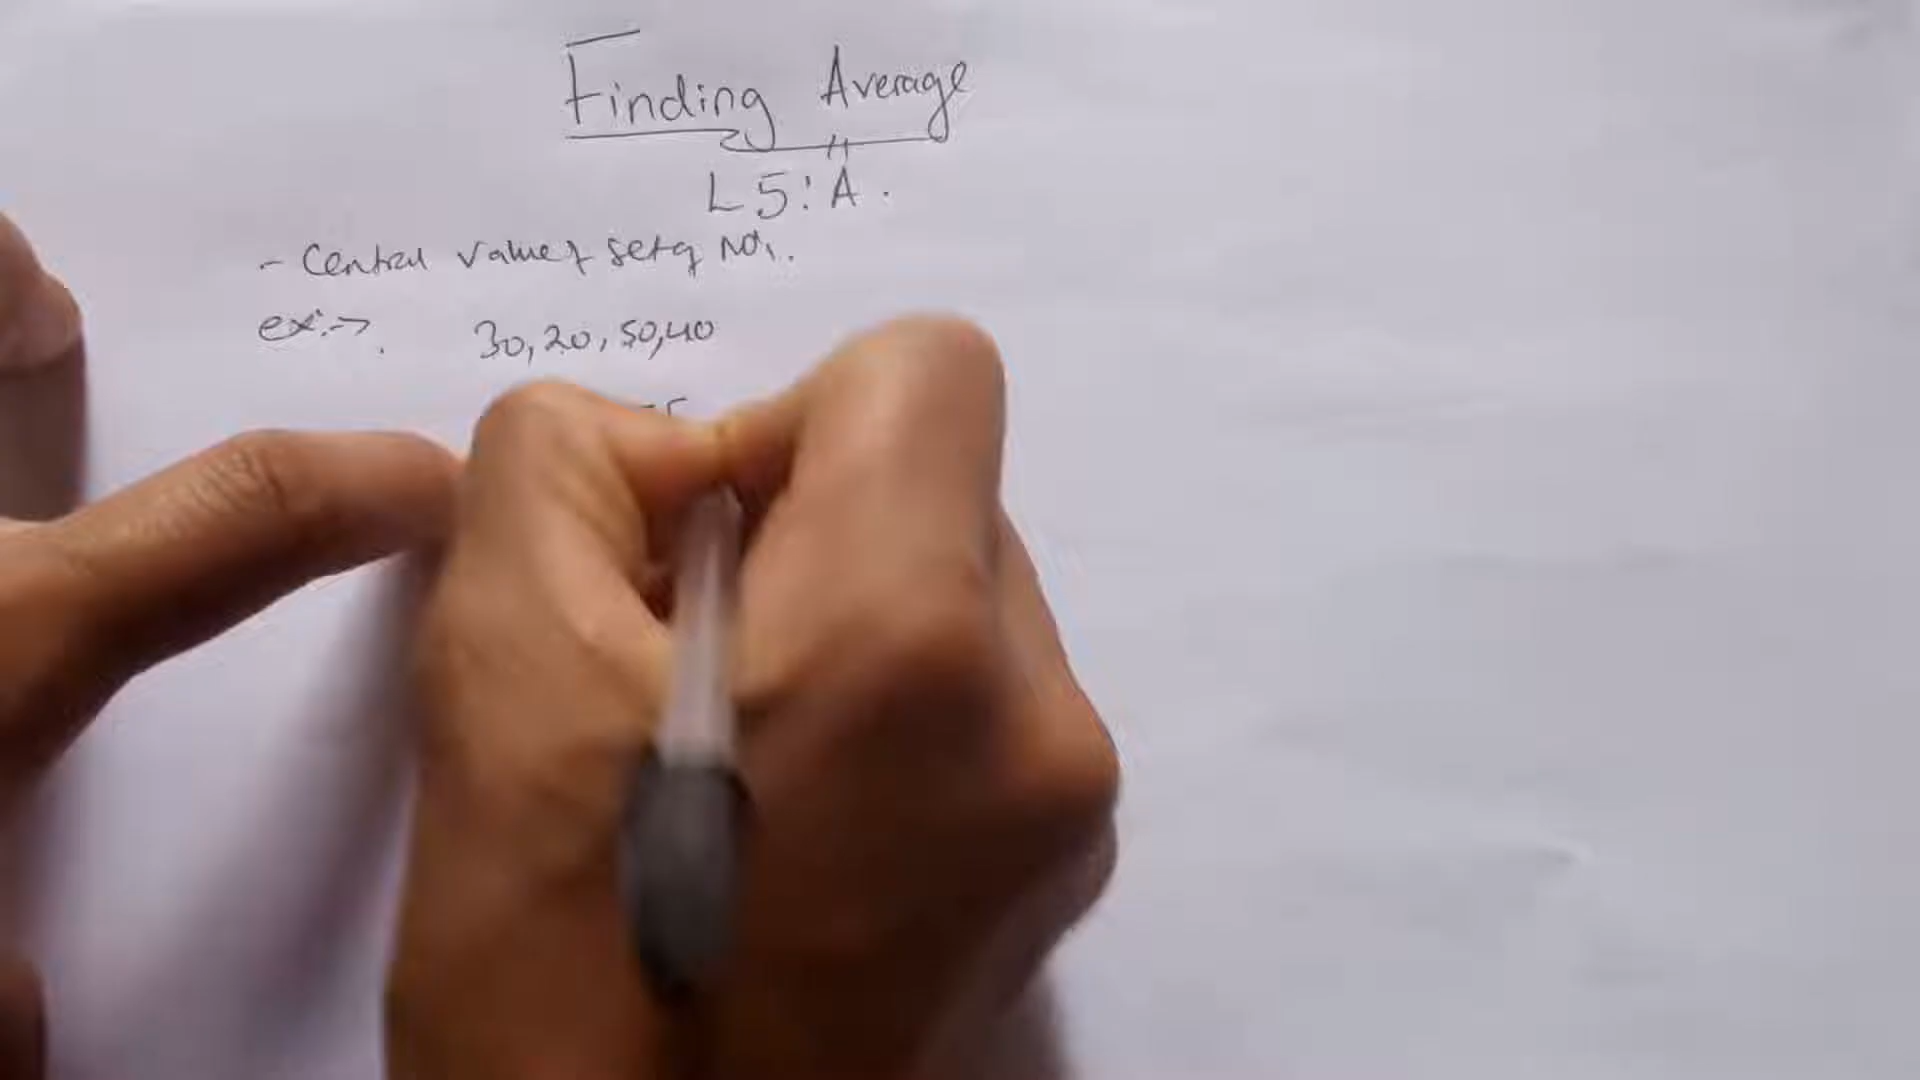 Finding Average
L5:A.
- Central value of set of No's.
ex:->. 30, 20, 50, 40